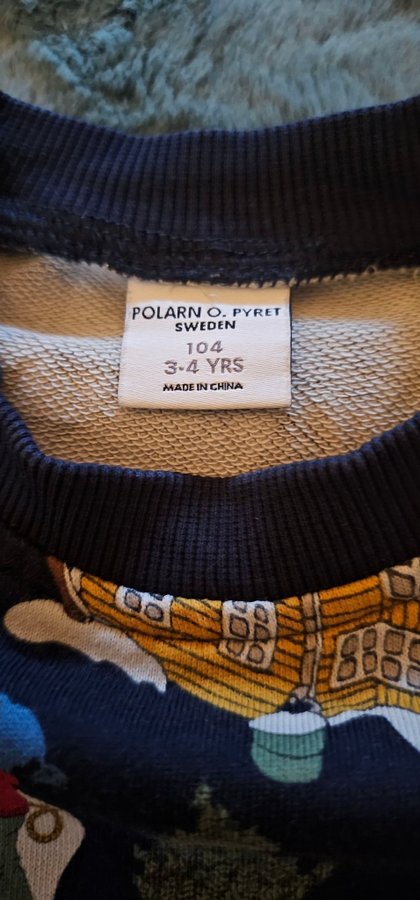 POLARN O. PYRET
SWEDEN
104
3-4 YRS
MADE IN CHINA